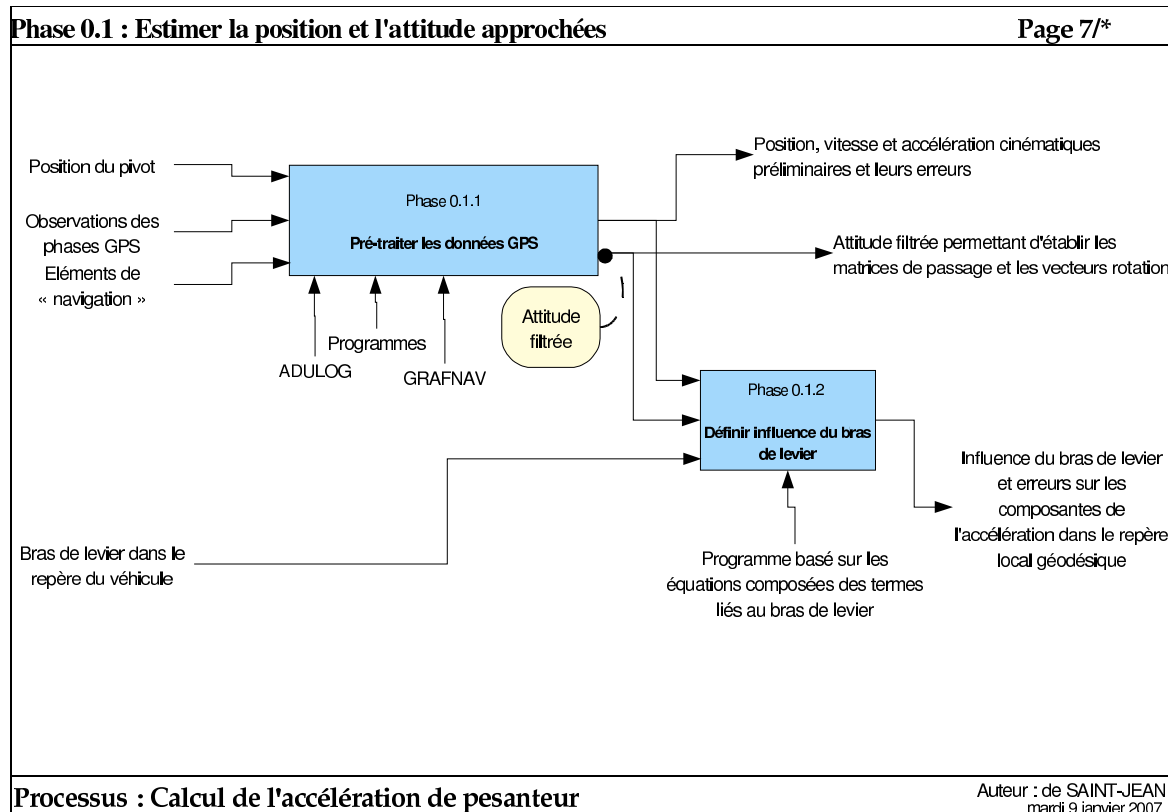 Phase 0.1 : Estimer la position et l'attitude approchées
Page 7/*
Position du pivot
Observations des
phases GPS
Eléments de
« navigation »
Phase 0.1.1
Pré-traiter les données GPS
Position, vitesse et accélération cinématiques
préliminaires et leurs erreurs
Attitude filtrée permettant d'établir les
matrices de passage et les vecteurs rotation
Attitude
filtrée
Programmes
ADULOG
GRAFNAV
Phase 0.1.2
Définir influence du bras
de levier
Influence du bras de levier
et erreurs sur les
composantes de
l'accélération dans le repère
local géodésique
Bras de levier dans le
repère du véhicule
Programme basé sur les
équations composées des termes
liés au bras de levier
Processus : Calcul de l'accélération de pesanteur
Auteur : de SAINT-JEAN
mardi 9 janvier 2007